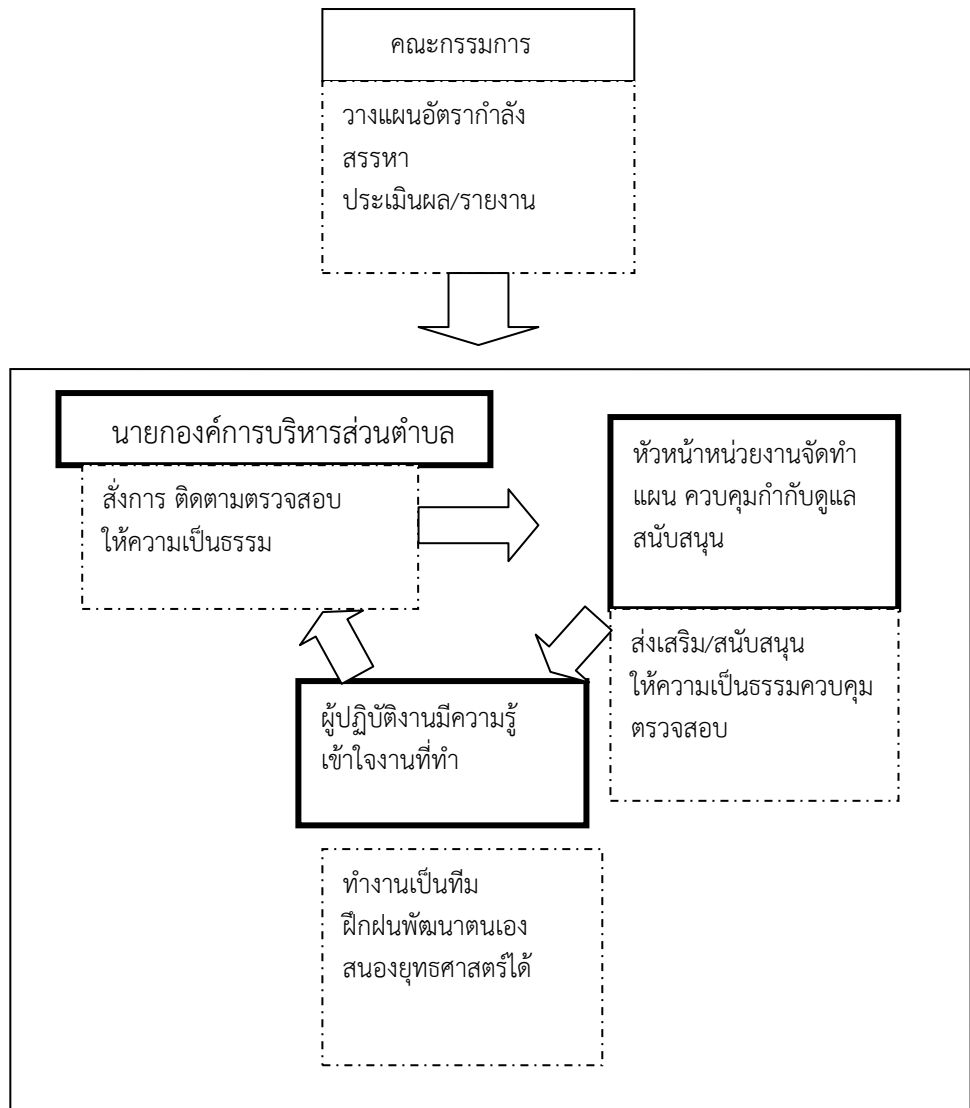 คณะกรรมการ
วางแผนอัตรากำลัง
สรรหา
ประเมินผล/รายงาน
นายกองค์การบริหารส่วนตำบล
สั่งการ ติดตามตรวจสอบ
ให้ความเป็นธรรม
หัวหน้าหน่วยงานจัดทำ
แผน ควบคุมกำกับดูแล
สนับสนุน
ส่งเสริม/สนับสนุน
ให้ความเป็นธรรมควบคุม
ตรวจสอบ
ผู้ปฏิบัติงานมีความรู้
เข้าใจงานที่ทำ
ทำงานเป็นทีม
ฝึกฝนพัฒนาตนเอง
สนองยุทธศาสตร์ได้